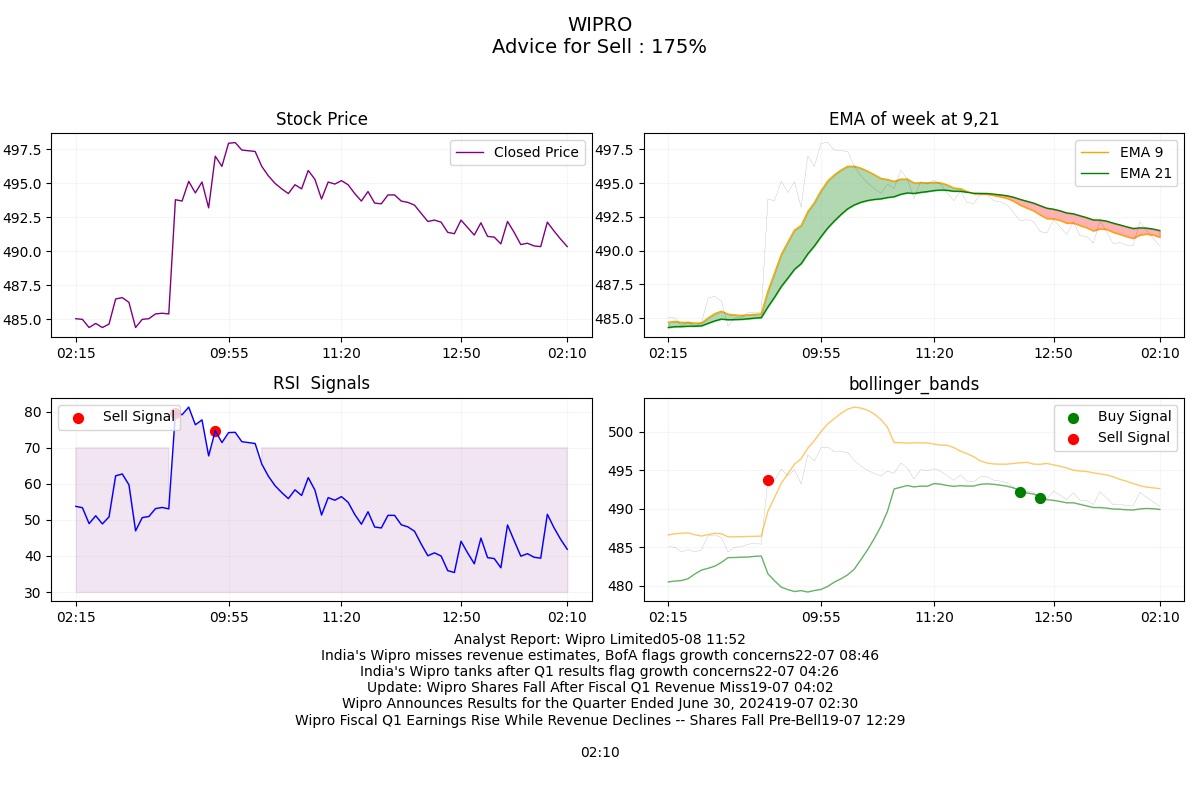 WIPRO
Advice for Sell : 175%
Stock Price
497.5
495.0
492.5
490.0
487.5
485.0
Closed Price
02:15 09:55 11:20 12:50 02:10
EMA of week at 9,21
497.5
495.0
492.5
490.0
487.5
485.0
EMA 9
EMA 21
02:15 09:55 11:20 12:50 02:10
RSI  Signals
80
70
60
50
40
30
Sell Signal
02:15 09:55 11:20 12:50 02:10
bollinger_bands
500
495
490
485
480
Buy Signal
Sell Signal
02:15 09:55 11:20 12:50 02:10
Analyst Report: Wipro Limited05-08 11:52
India's Wipro misses revenue estimates, BofA flags growth concerns22-07 08:46
India's Wipro tanks after Q1 results flag growth concerns22-07 04:26
Update: Wipro Shares Fall After Fiscal Q1 Revenue Miss19-07 04:02
Wipro Announces Results for the Quarter Ended June 30, 202419-07 02:30
Wipro Fiscal Q1 Earnings Rise While Revenue Declines -- Shares Fall Pre-Bell19-07 12:29
02:10